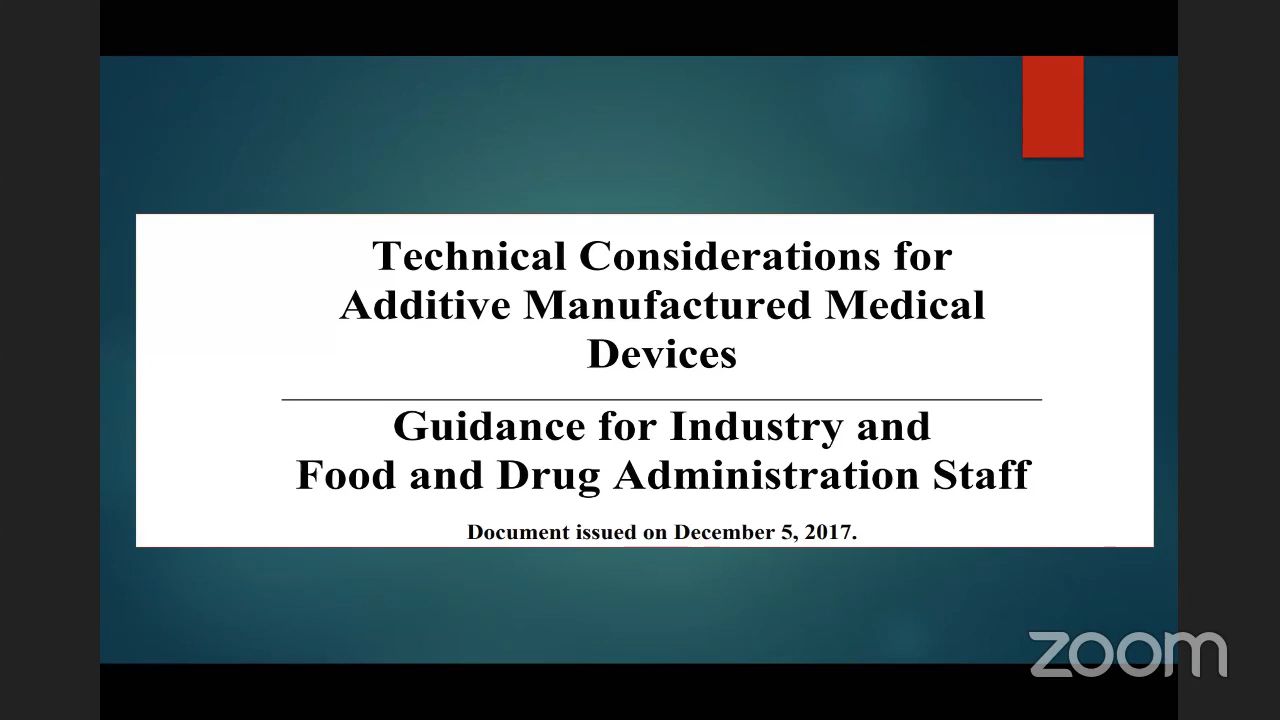 Technical Considerations for
Additive Manufactured Medical
Devices
Guidance for Industry and
Food and Drug Administration Staff
Document issued on December 5, 2017.
zoom